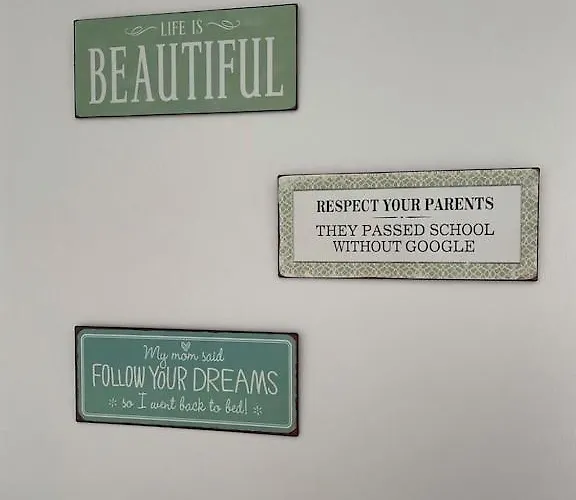 LIFE IS
BEAUTIFUL
RESPECT YOUR PARENTS
THEY PASSED SCHOOL
WITHOUT GOOGLE
My mom said
FOLLOW YOUR DREAMS
so I went back to bed!